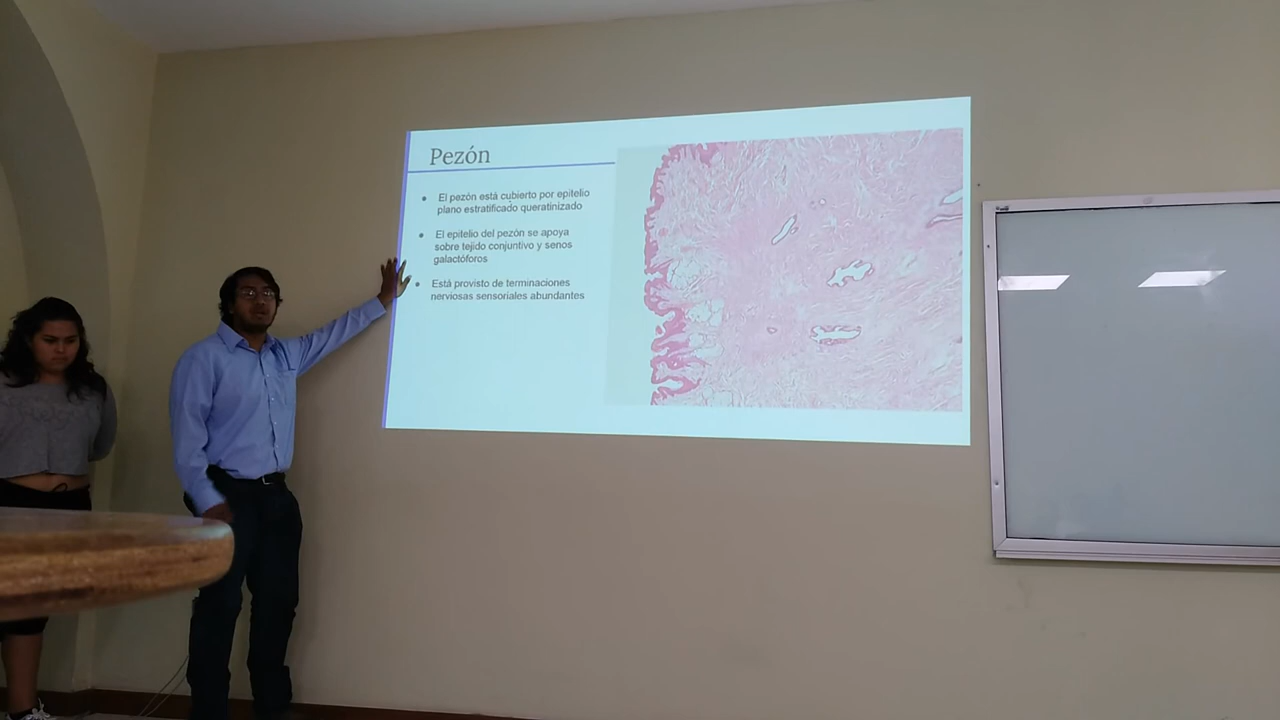 Pezón
El pezón está cubierto por epitelio
plano estratificado queratinizado
El epitelio del pezón se apoya
sobre tejido conjuntivo y senos
galactóforos
Está provisto de terminaciones
nerviosas sensoriales abundantes